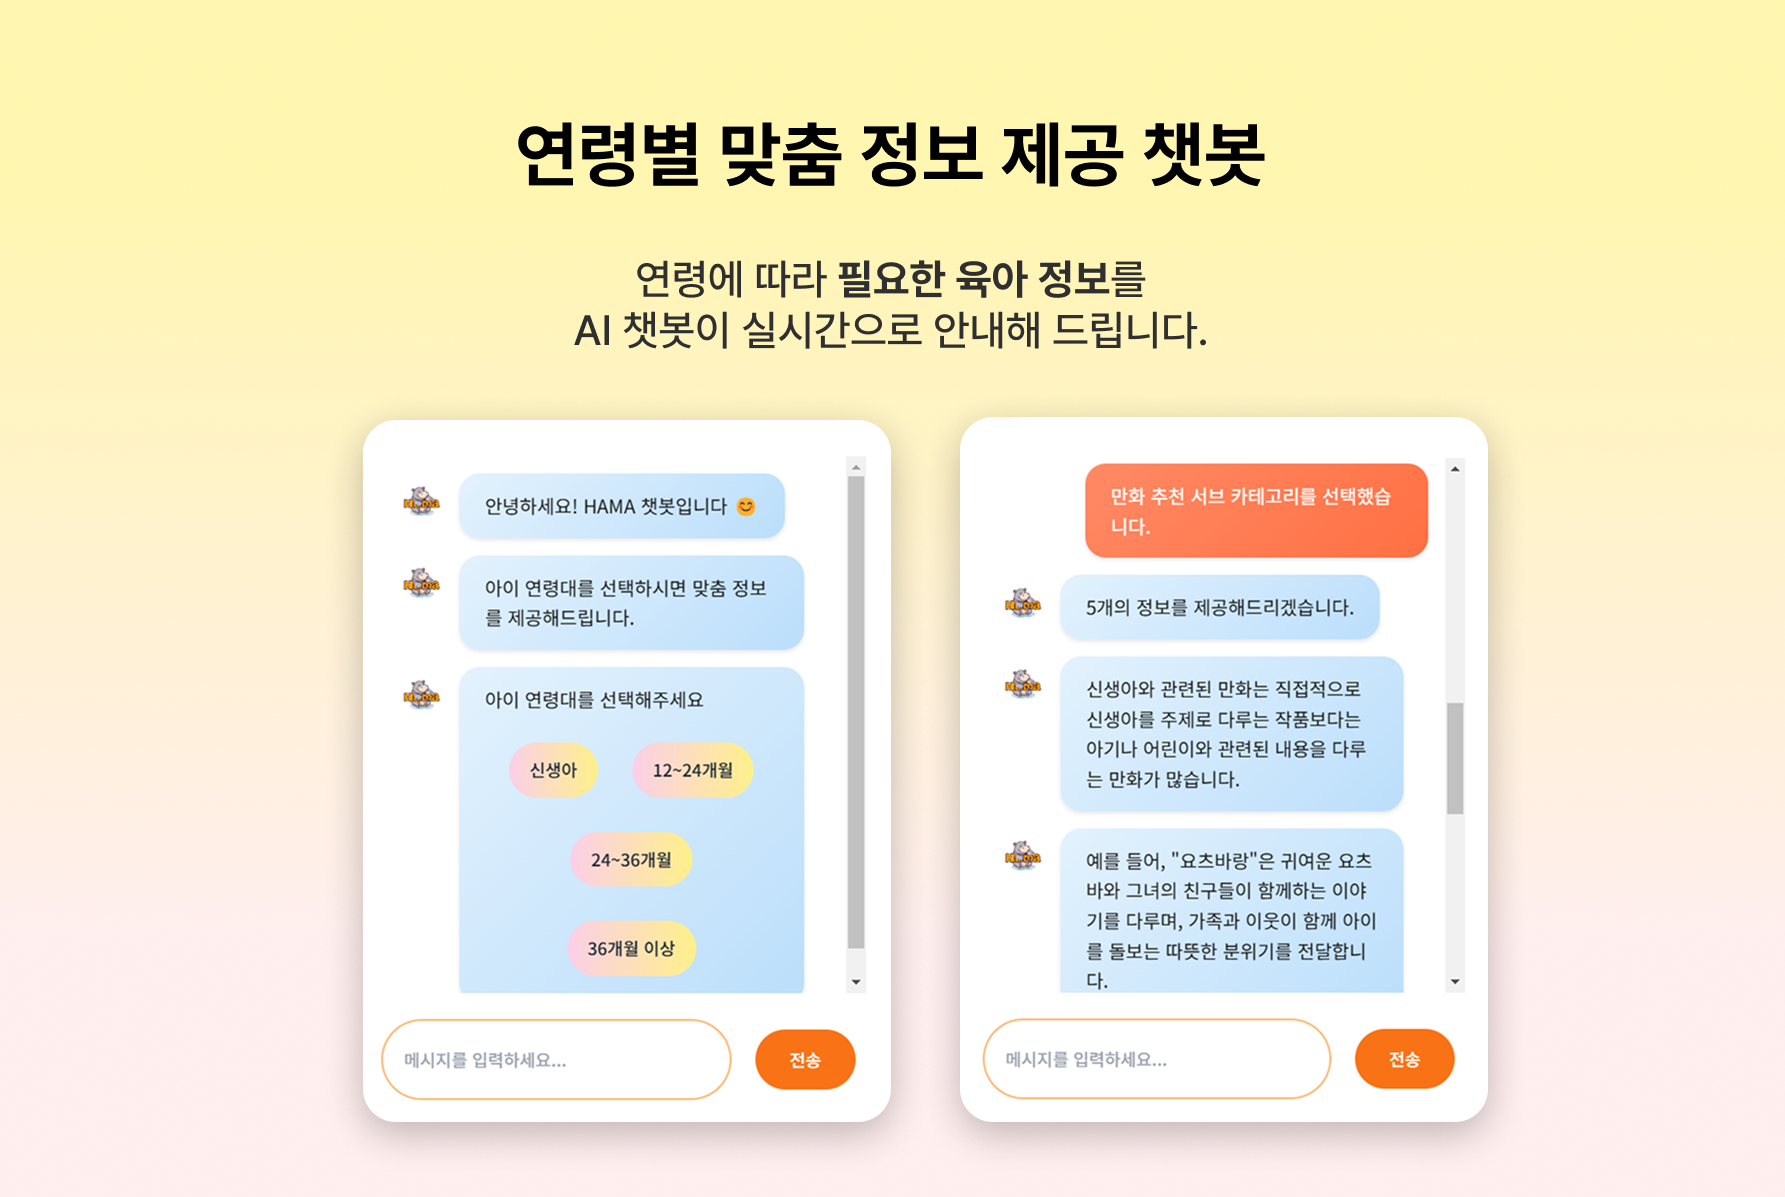 연령별 맞춤 정보 제공 챗봇
연령에 따라 필요한 육아 정보를
AI 챗봇이 실시간으로 안내해 드립니다.
안녕하세요! HAMA 챗봇입니다 😊
아이 연령대를 선택하시면 맞춤 정보
를 제공해드립니다.
아이 연령대를 선택해주세요
신생아
12~24개월
24~36개월
36개월 이상
메시지를 입력하세요...
전송
만화 추천 서브 카테고리를 선택했습
니다.
5개의 정보를 제공해드리겠습니다.
신생아와 관련된 만화는 직접적으로
신생아를 주제로 다루는 작품보다는
아기나 어린이와 관련된 내용을 다루
는 만화가 많습니다.
예를 들어, "요츠바랑"은 귀여운 요츠
바와 그녀의 친구들이 함께하는 이야
기를 다루며, 가족과 이웃이 함께 아이
를 돌보는 따뜻한 분위기를 전달합니
다.
메시지를 입력하세요...
전송